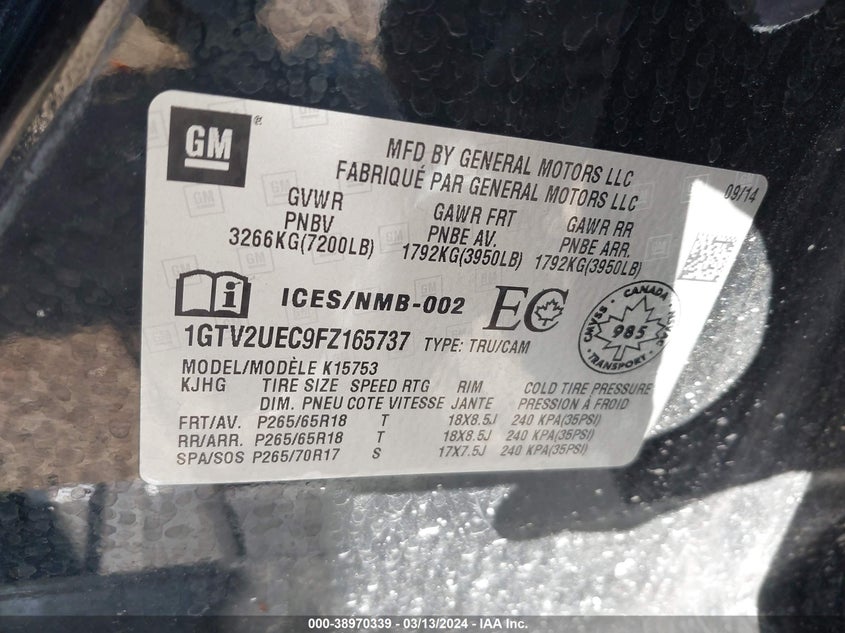 GM®
MFD BY GENERAL MOTORS LLC
FABRIQUÉ PAR GENERAL MOTORS LLC
09/14
GVWR
PNBV
3266KG(7200LB)
GAWR FRT
PNBE AV.
1792KG(3950LB)
GAWR RR
PNBE ARR.
1792KG(3950LB)
i ICES/NMB-002 EC
CANADA
CMVSS
985
NSVAC
TRANSPORT
1GTV2UEC9FZ165737 TYPE: TRU/CAM
MODEL/MODÈLE K15753
KJHG TIRE SIZE SPEED RTG RIM COLD TIRE PRESSURE
DIM. PNEU COTE VITESSE JANTE PRESSION A FROID
FRT/AV. P265/65R18 T 18X8.5J 240 KPA(35PSI)
RR/ARR. P265/65R18 T 18X8.5J 240 KPA(35PSI)
SPA/SOS P265/70R17 S 17X7.5J 240 KPA(35PSI)
000-38970339 — 03/13/2024 — IAA Inc.